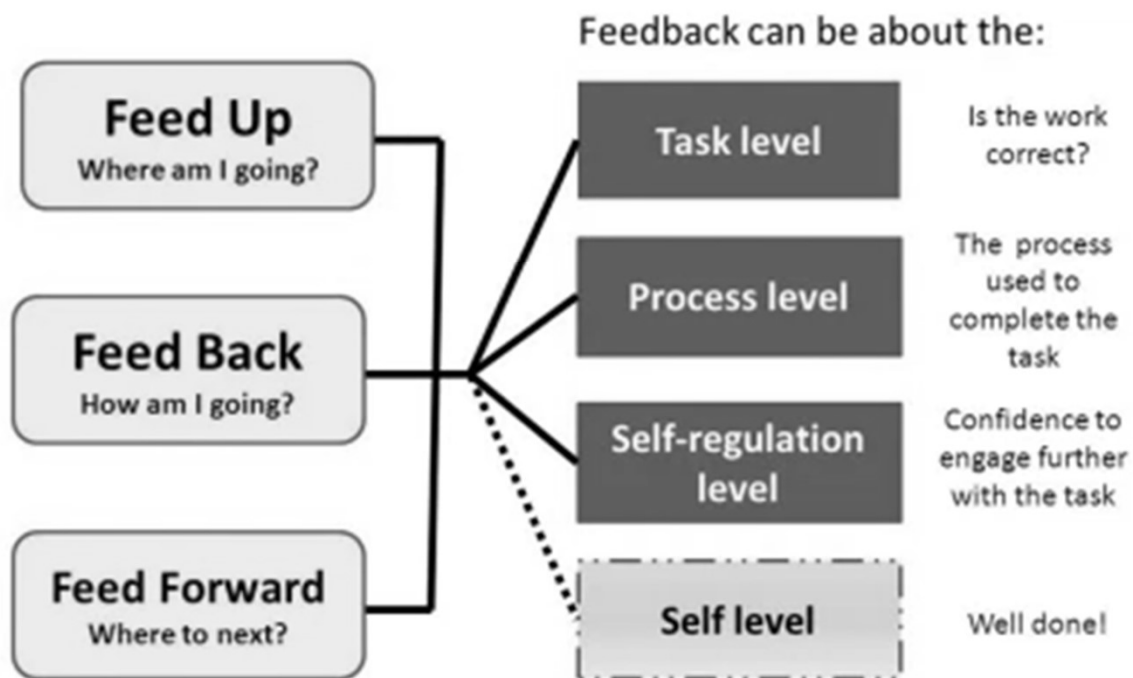 Feedback can be about the:
Feed Up
Where am I going?
Task level
Is the work
correct?
Process level
The process
used to
complete the
task
Feed Back
How am I going?
Self-regulation
level
Confidence to
engage further
with the task
Feed Forward
Where to next?
Self level
Well done!